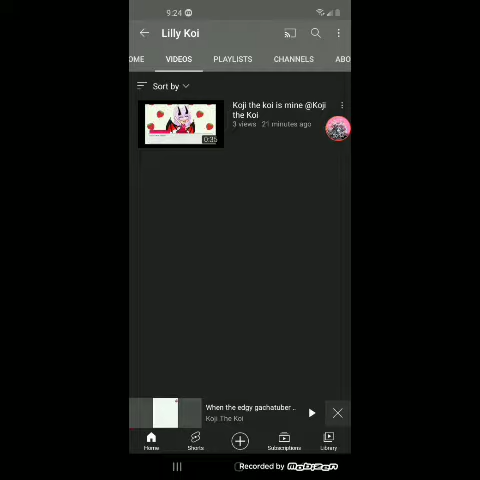 9:24
Lilly Koi
OME VIDEOS PLAYLISTS CHANNELS ABO
Sort by
Koji the koi is mine @Koji
the Koi
3 views · 21 minutes ago
0:35
When the edgy gachatuber ..
Koji The Koi
Home Shorts Subscriptions Library
Recorded by Mobizen